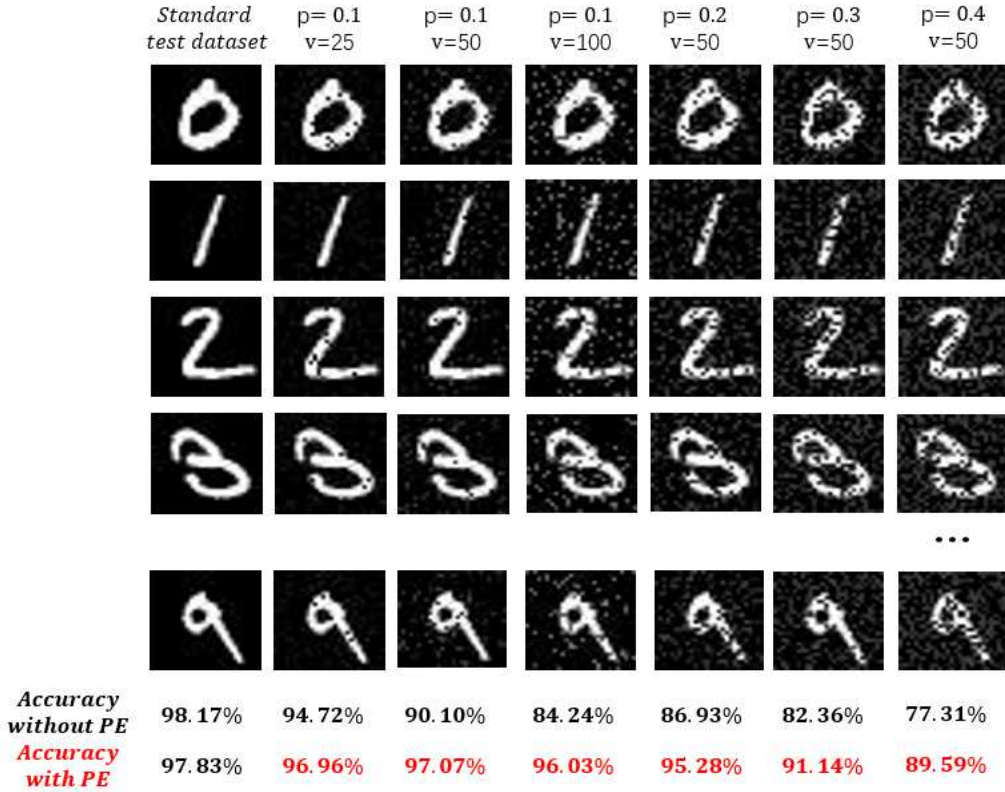 Standard test dataset p= 0.1 v=25 p= 0.1 v=50 p= 0.1 v=100 p= 0.2 v=50 p= 0.3 v=50 p= 0.4 v=50
...
Accuracy without PE 98.17% 94.72% 90.10% 84.24% 86.93% 82.36% 77.31%
Accuracy with PE 97.83% 96.96% 97.07% 96.03% 95.28% 91.14% 89.59%